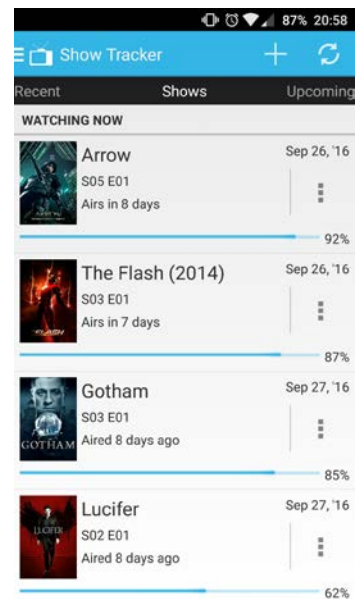 87% 20:58
Show Tracker
Recent Shows Upcoming
WATCHING NOW
Arrow Sep 26, '16
S05 E01
Airs in 8 days
92%
The Flash (2014) Sep 26, '16
S03 E01
Airs in 7 days
FLASH
87%
Gotham Sep 27, '16
S03 E01
Aired 8 days ago
GOTHAM
85%
Lucifer Sep 27, '16
S02 E01
LUCIFER
Aired 8 days ago
62%